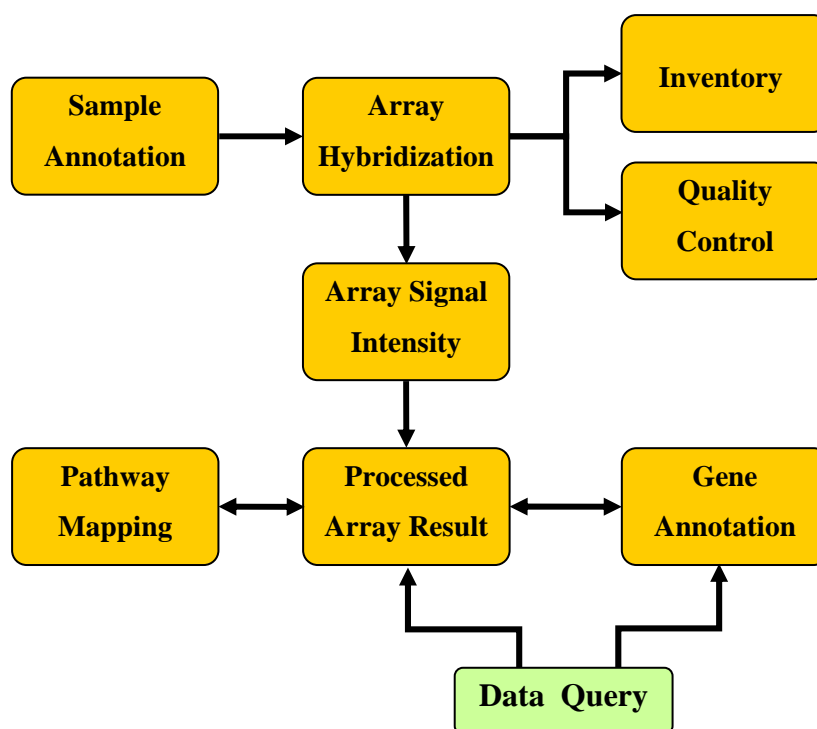 Sample
Annotation
Array
Hybridization
Inventory
Quality
Control
Array Signal
Intensity
Pathway
Mapping
Processed
Array Result
Gene
Annotation
Data Query